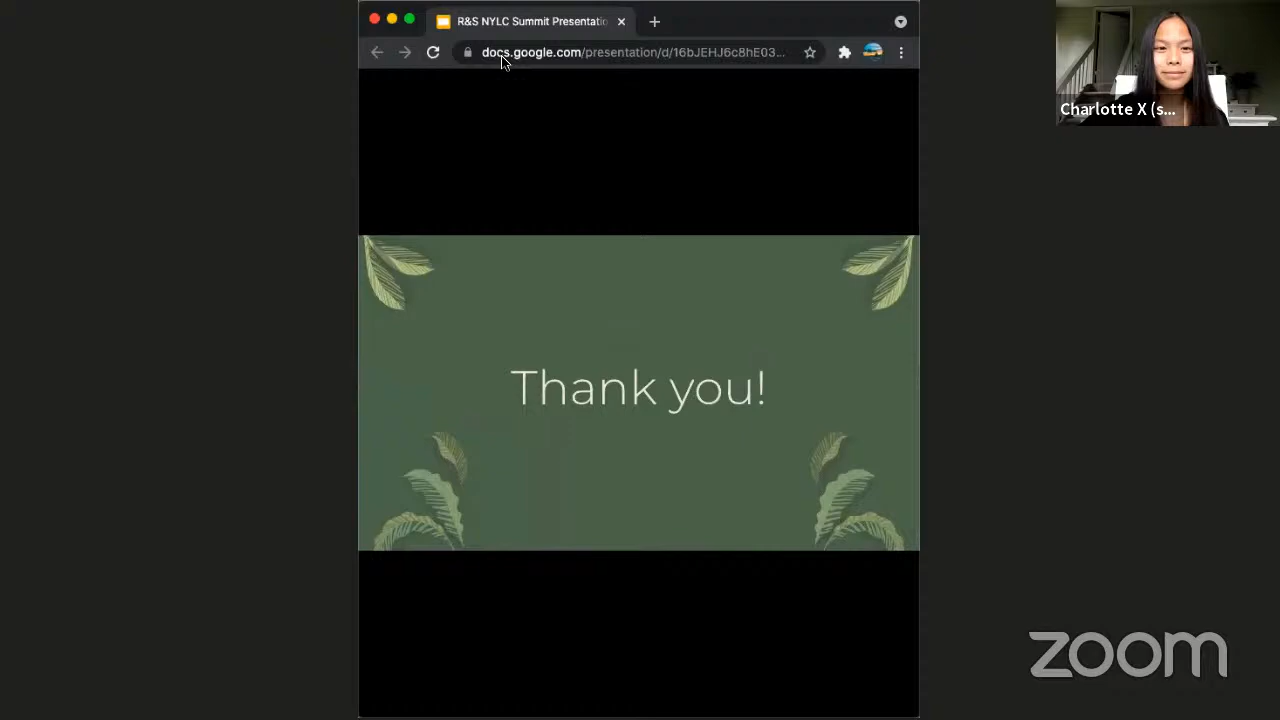 R&S NYLC Summit Presentatio
docs.google.com/presentation/d/16bJEHJ6c8hE03...
Charlotte X (s...
Thank you!
zoom